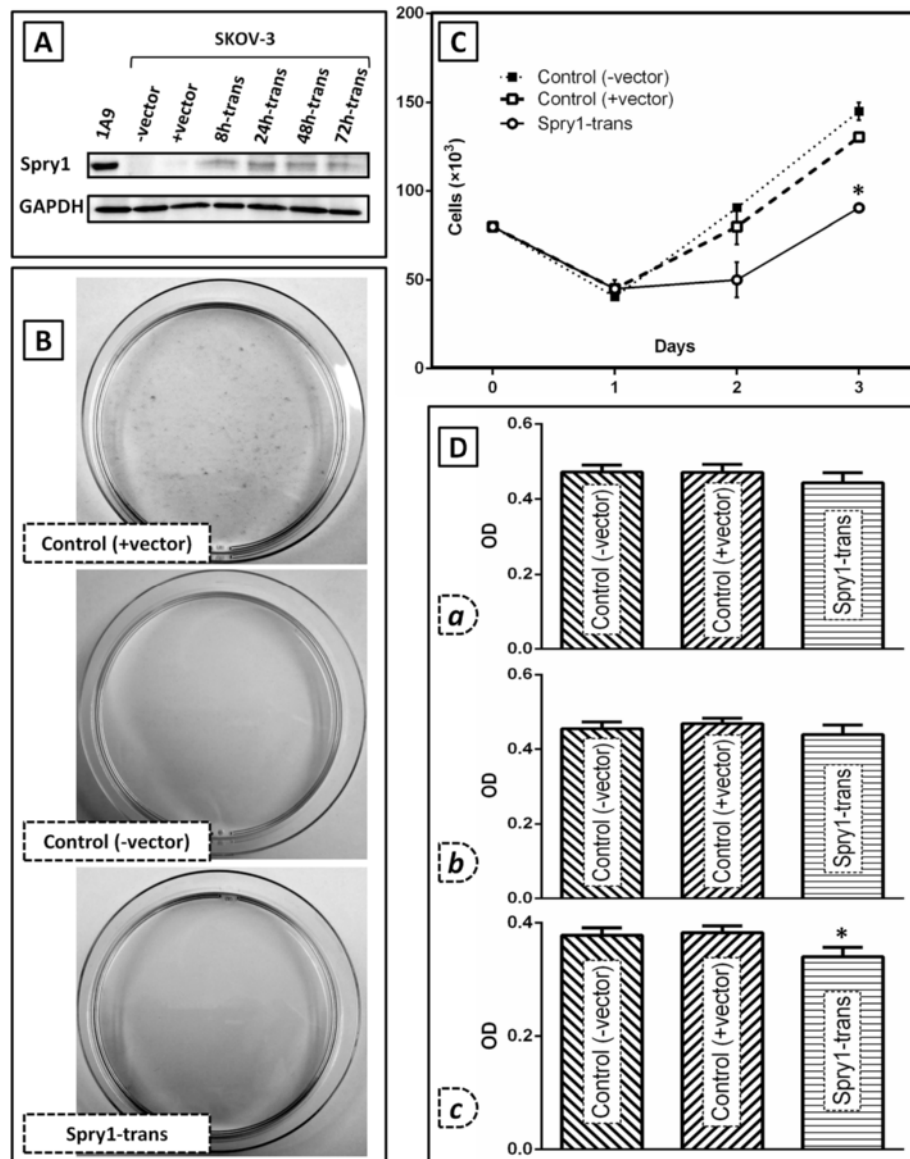 A
SKOV-3
1A9
-vector
+vector
8h-trans
24h-trans
48h-trans
72h-trans
Spry1
GAPDH
B
Control (+vector)
Control (-vector)
Spry1-trans
C
200
150
100
50
0
Cells (×10³)
Control (-vector)
Control (+vector)
Spry1-trans
*
Days
0 1 2 3
D
0.6
0.4
0.2
0.0
OD
Control (-vector)
Control (+vector)
Spry1-trans
a
0.6
0.4
0.2
0.0
OD
Control (-vector)
Control (+vector)
Spry1-trans
b
0.4
0.2
0.0
OD
Control (-vector)
Control (+vector)
Spry1-trans
*
c